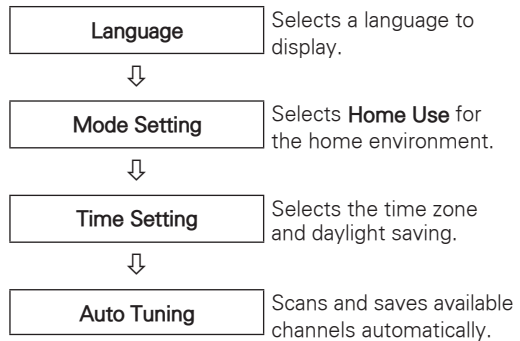 Language
Selects a language to
display.
Mode Setting
Selects Home Use for
the home environment.
Time Setting
Selects the time zone
and daylight saving.
Auto Tuning
Scans and saves available
channels automatically.